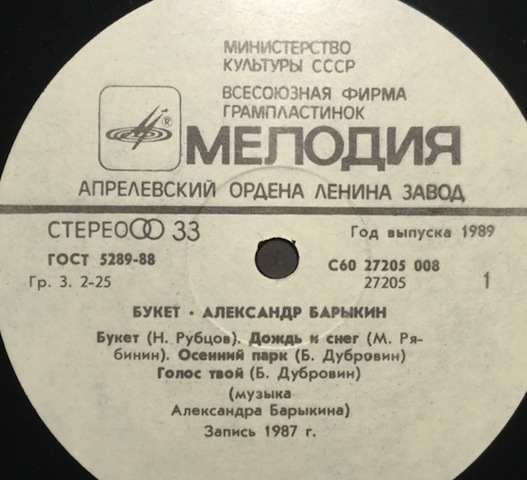 МИНИСТЕРСТВО
КУЛЬТУРЫ СССР
ВСЕСОЮЗНАЯ ФИРМА
ГРАМПЛАСТИНОК
®
МЕЛОДИЯ
АПРЕЛЕВСКИЙ ОРДЕНА ЛЕНИНА ЗАВОД
СТЕРЕО 33
Год выпуска 1989
ГОСТ 5289-88
С60 27205 008
Гр. 3. 2-25
27205
1
БУКЕТ · АЛЕКСАНДР БАРЫКИН
Букет (Н. Рубцов). Дождь и снег (М. Ря-
бинин). Осенний парк (Б. Дубровин)
Голос твой (Б. Дубровин)
(музыка
Александра Барыкина)
Запись 1987 г.